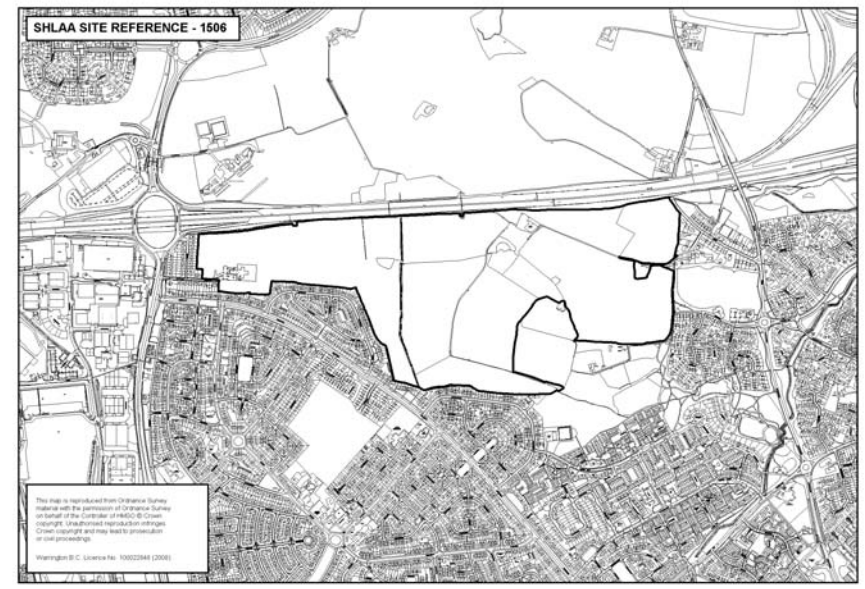 SHLAA SITE REFERENCE - 1506
This map is reproduced from Ordnance Survey
material with the permission of Ordnance Survey
on behalf of the Controller of HMSO © Crown
copyright. Unauthorised reproduction infringes
Crown copyright and may lead to prosecution
or civil proceedings.
Warrington B.C. Licence No. 100022848 (2008)